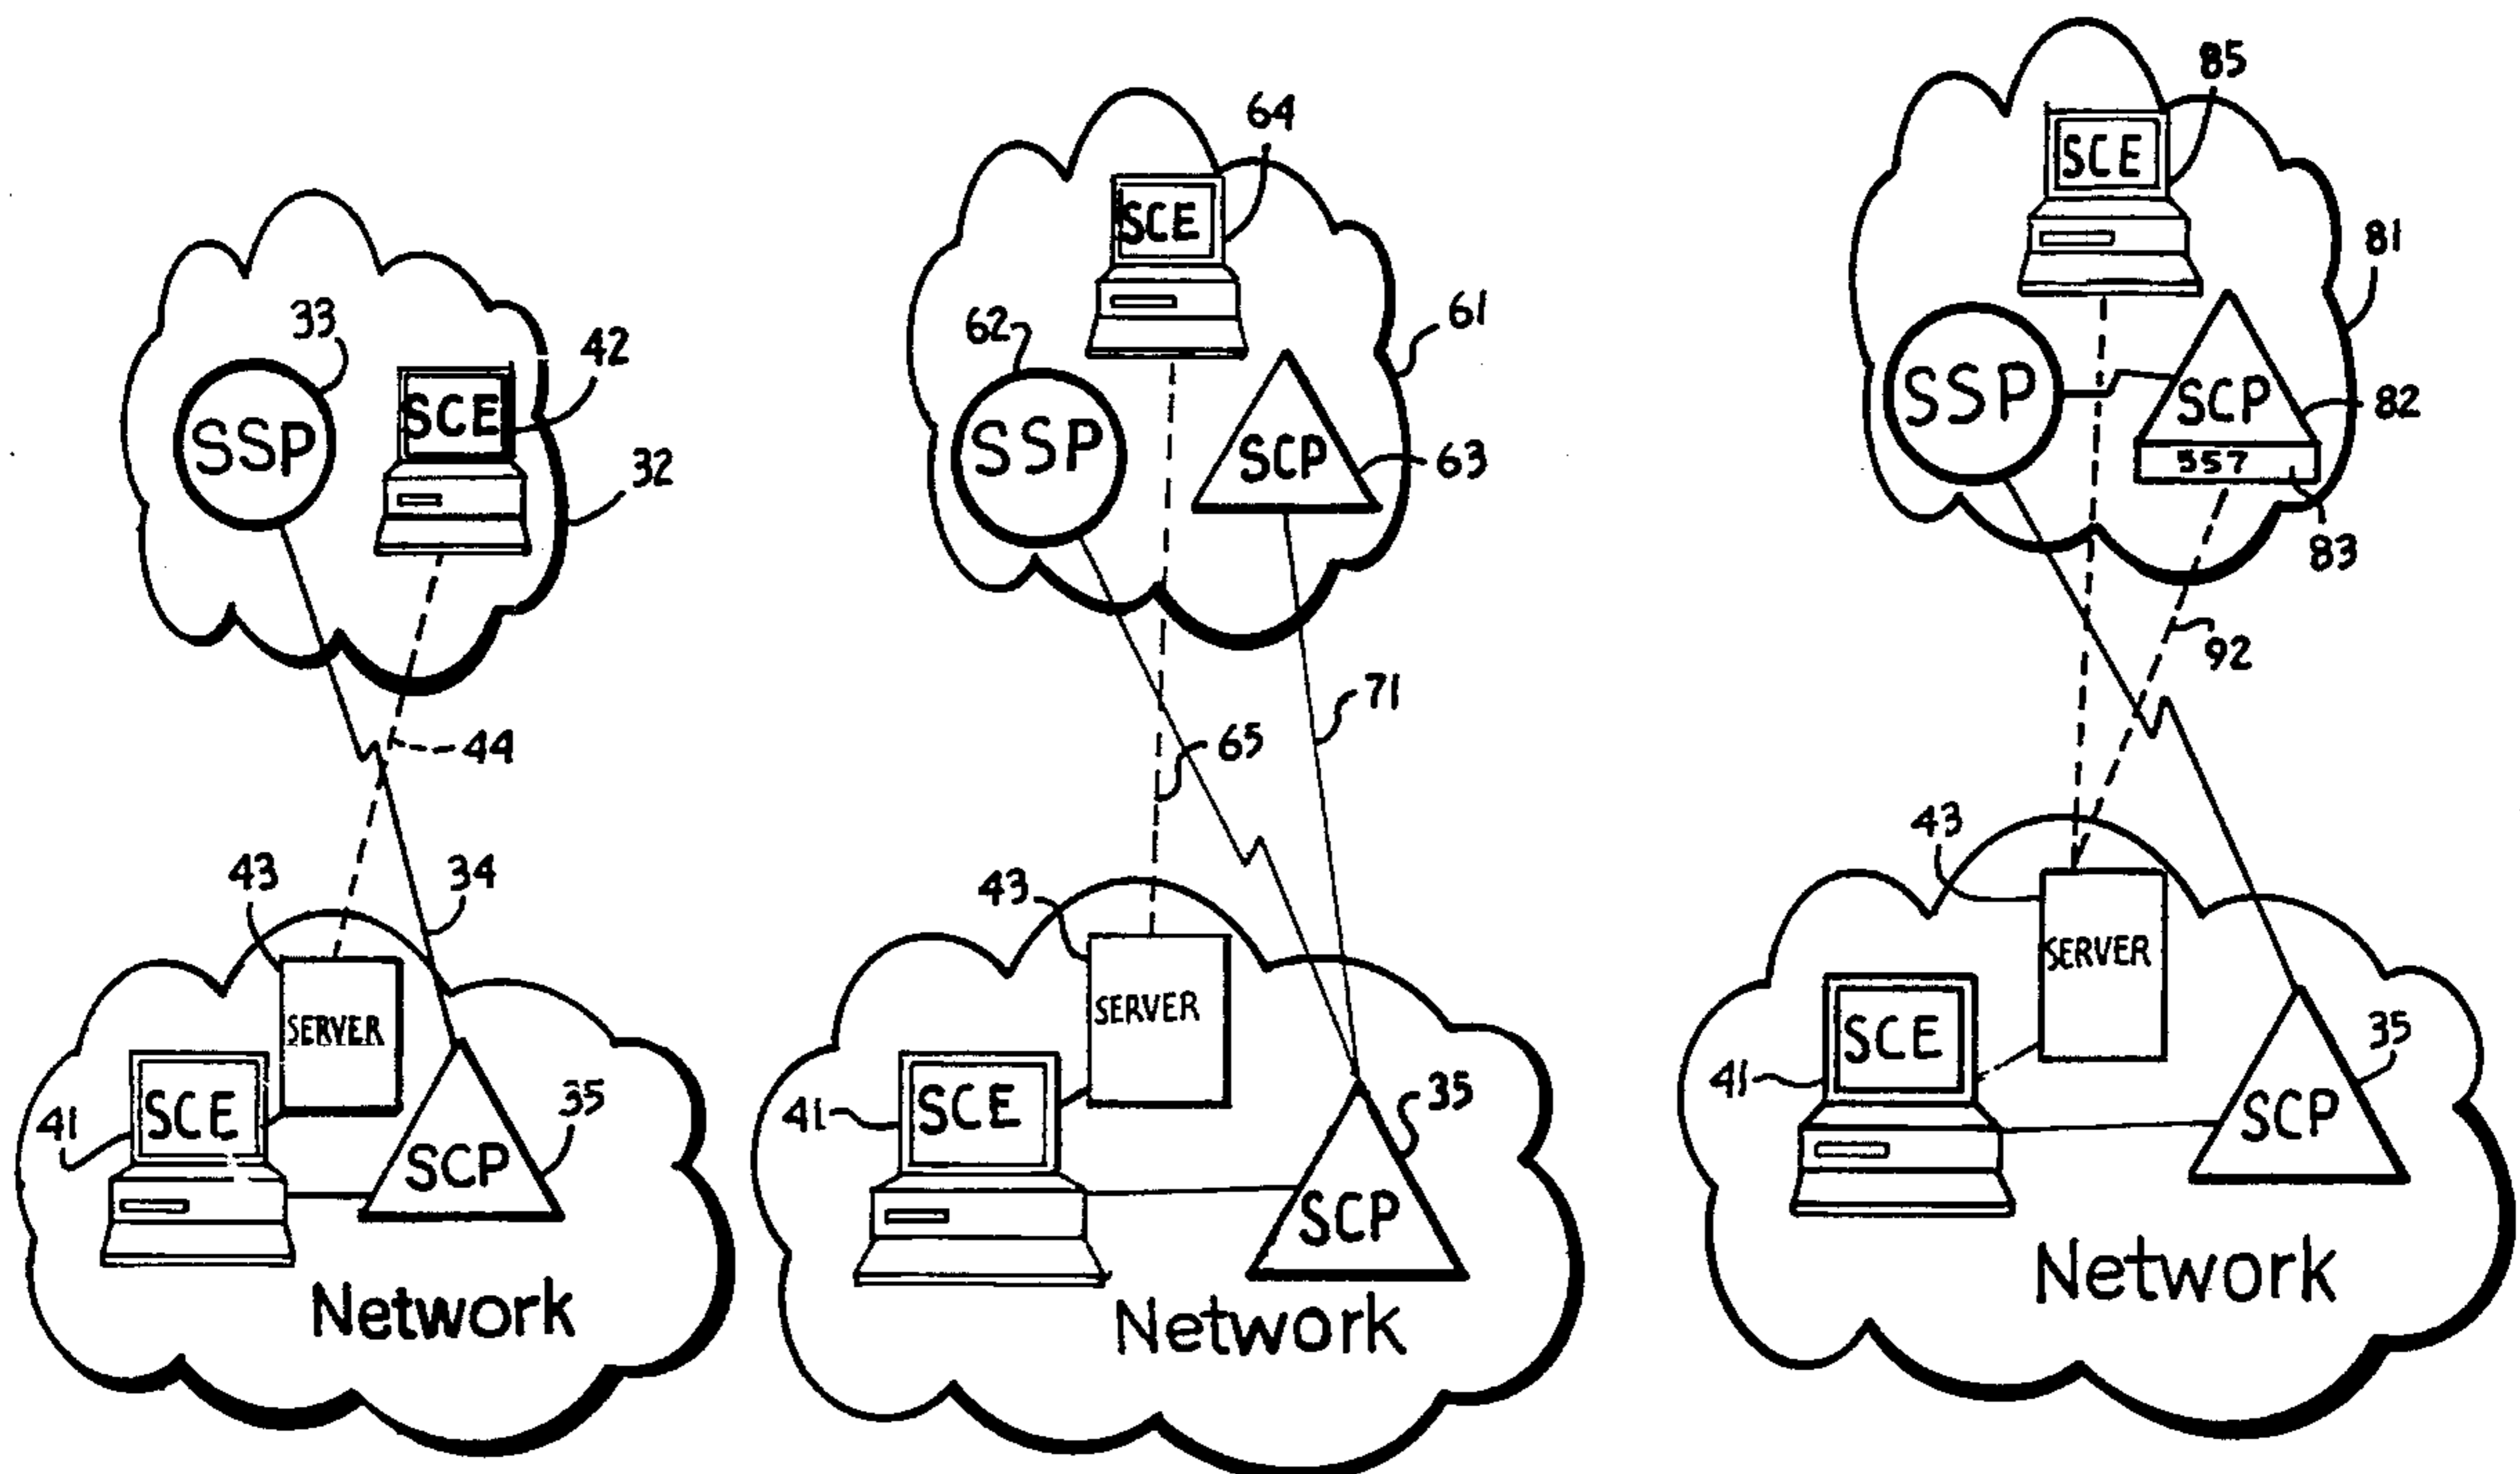 33
SSP
SCE
42
32
44
43
34
SERVER
41
SCE
SCP
35
Network
64
SCE
62
SSP
SCP
61
63
71
65
43
SERVER
41
SCE
SCP
35
Network
85
SCE
81
SSP
SCP
82
557
83
92
43
SERVER
41
SCE
SCP
35
Network